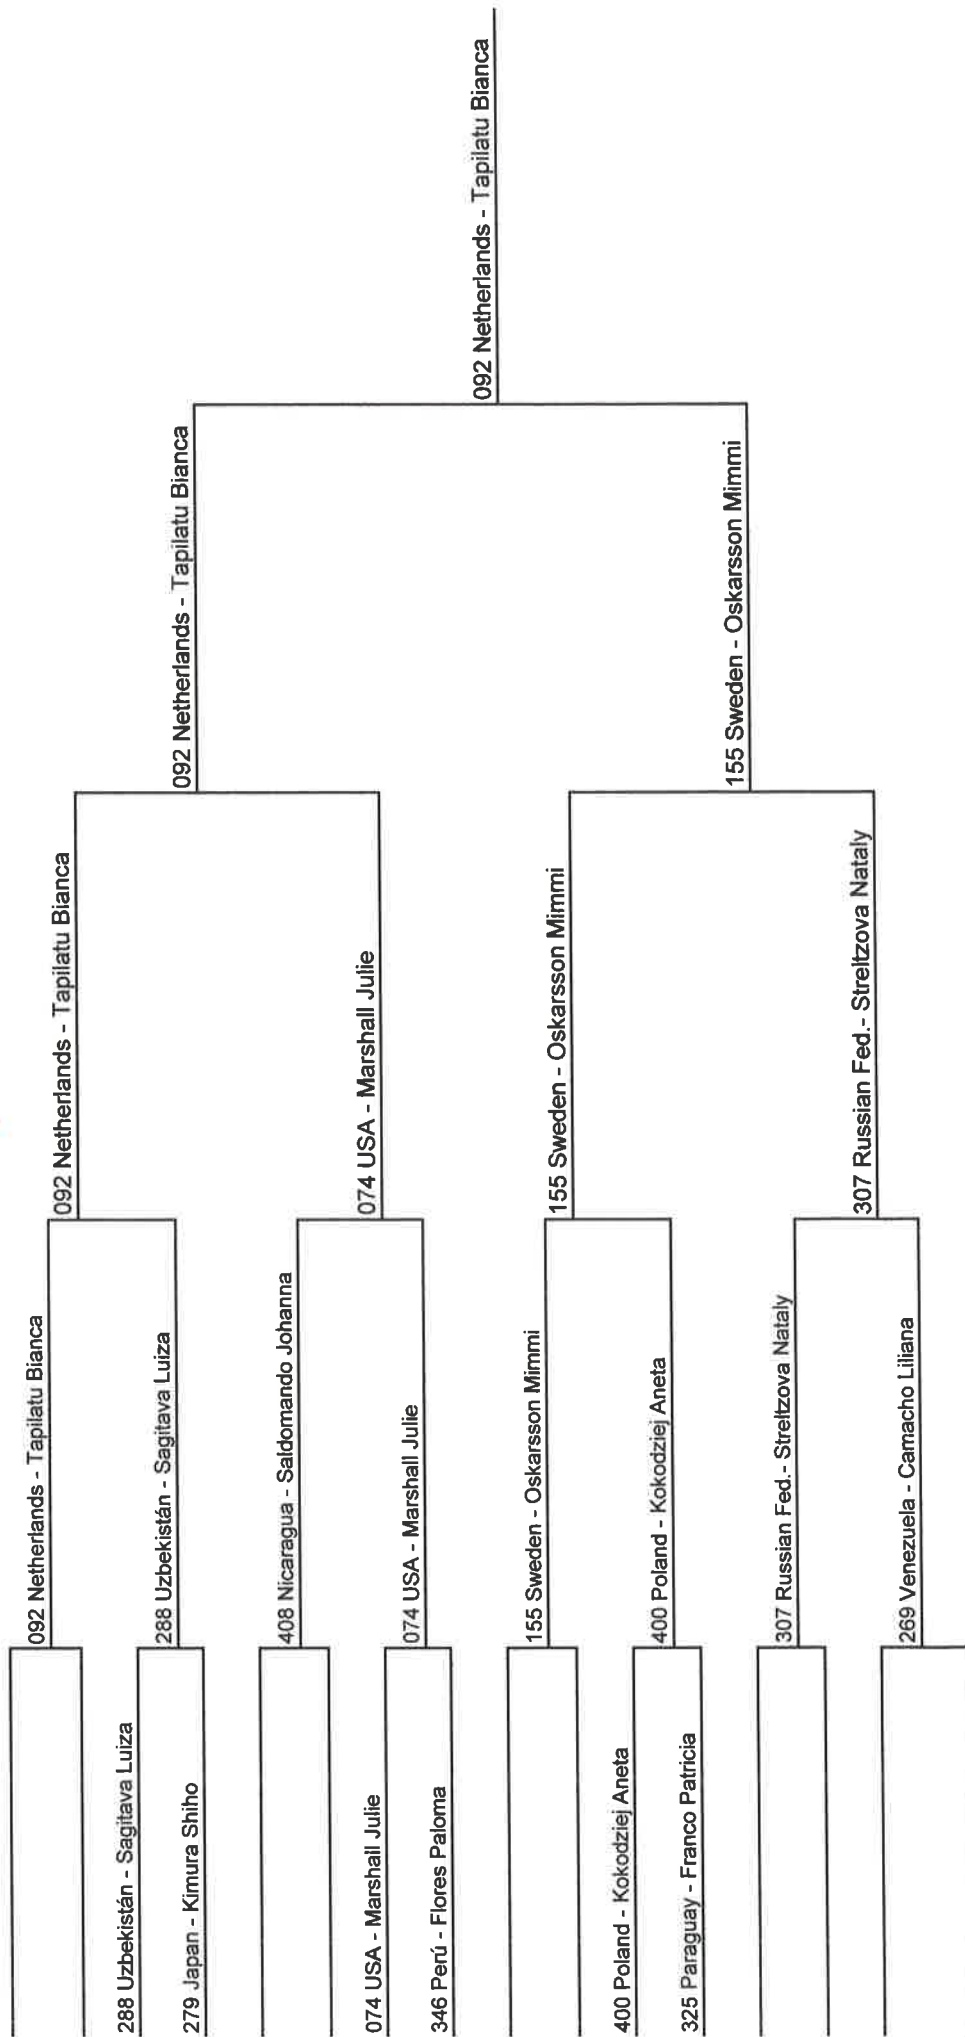 288 Uzbekistán - Sagitava Luiza
279 Japan - Kimura Shiho
074 USA - Marshall Julie
346 Perú - Flores Paloma
400 Poland - Kokodziej Aneta
325 Paraguay - Franco Patricia
092 Netherlands - Tapilatu Bianca
288 Uzbekistán - Sagitava Luiza
408 Nicaragua - Saldomando Johanna
074 USA - Marshall Julie
155 Sweden - Oskarsson Mimmi
400 Poland - Kokodziej Aneta
307 Russian Fed.- Streltzova Nataly
269 Venezuela - Camacho Liliana
092 Netherlands - Tapilatu Bianca
074 USA - Marshall Julie
155 Sweden - Oskarsson Mimmi
307 Russian Fed.- Streltzova Nataly
092 Netherlands - Tapilatu Bianca
155 Sweden - Oskarsson Mimmi
092 Netherlands - Tapilatu Bianca